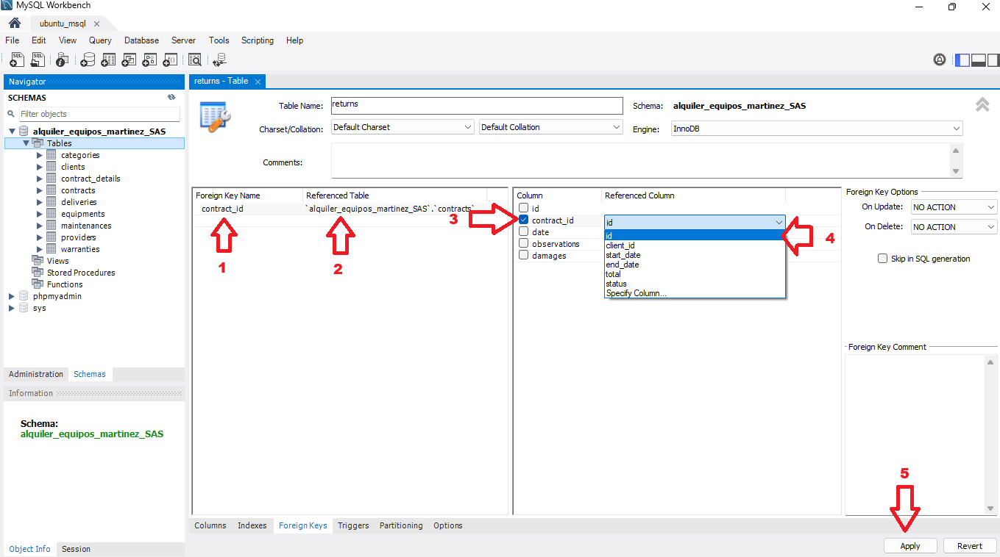 MySQL Workbench
ubuntu_msql
File Edit View Query Database Server Tools Scripting Help
Navigator
SCHEMAS
Filter objects
alquiler_equipos_martinez_SAS
Tables
categories
clients
contract_details
contracts
deliveries
equipments
maintenances
providers
warranties
Views
Stored Procedures
Functions
phpmyadmin
sys
Administration Schemas
Information
Schema:
alquiler_equipos_martinez_SAS
Object Info Session
returns - Table
Table Name: returns
Schema: alquiler_equipos_martinez_SAS
Charset/Collation: Default Charset Default Collation
Engine: InnoDB
Comments:
Foreign Key Name Referenced Table
contract_id `alquiler_equipos_martinez_SAS`.`contracts`
1
2
3
Column Referenced Column
id
contract_id id
date
observations
damages
id
client_id
start_date
end_date
total
status
Specify Column...
4
Foreign Key Options
On Update: NO ACTION
On Delete: NO ACTION
Skip in SQL generation
Foreign Key Comment
5
Columns Indexes Foreign Keys Triggers Partitioning Options
Apply Revert